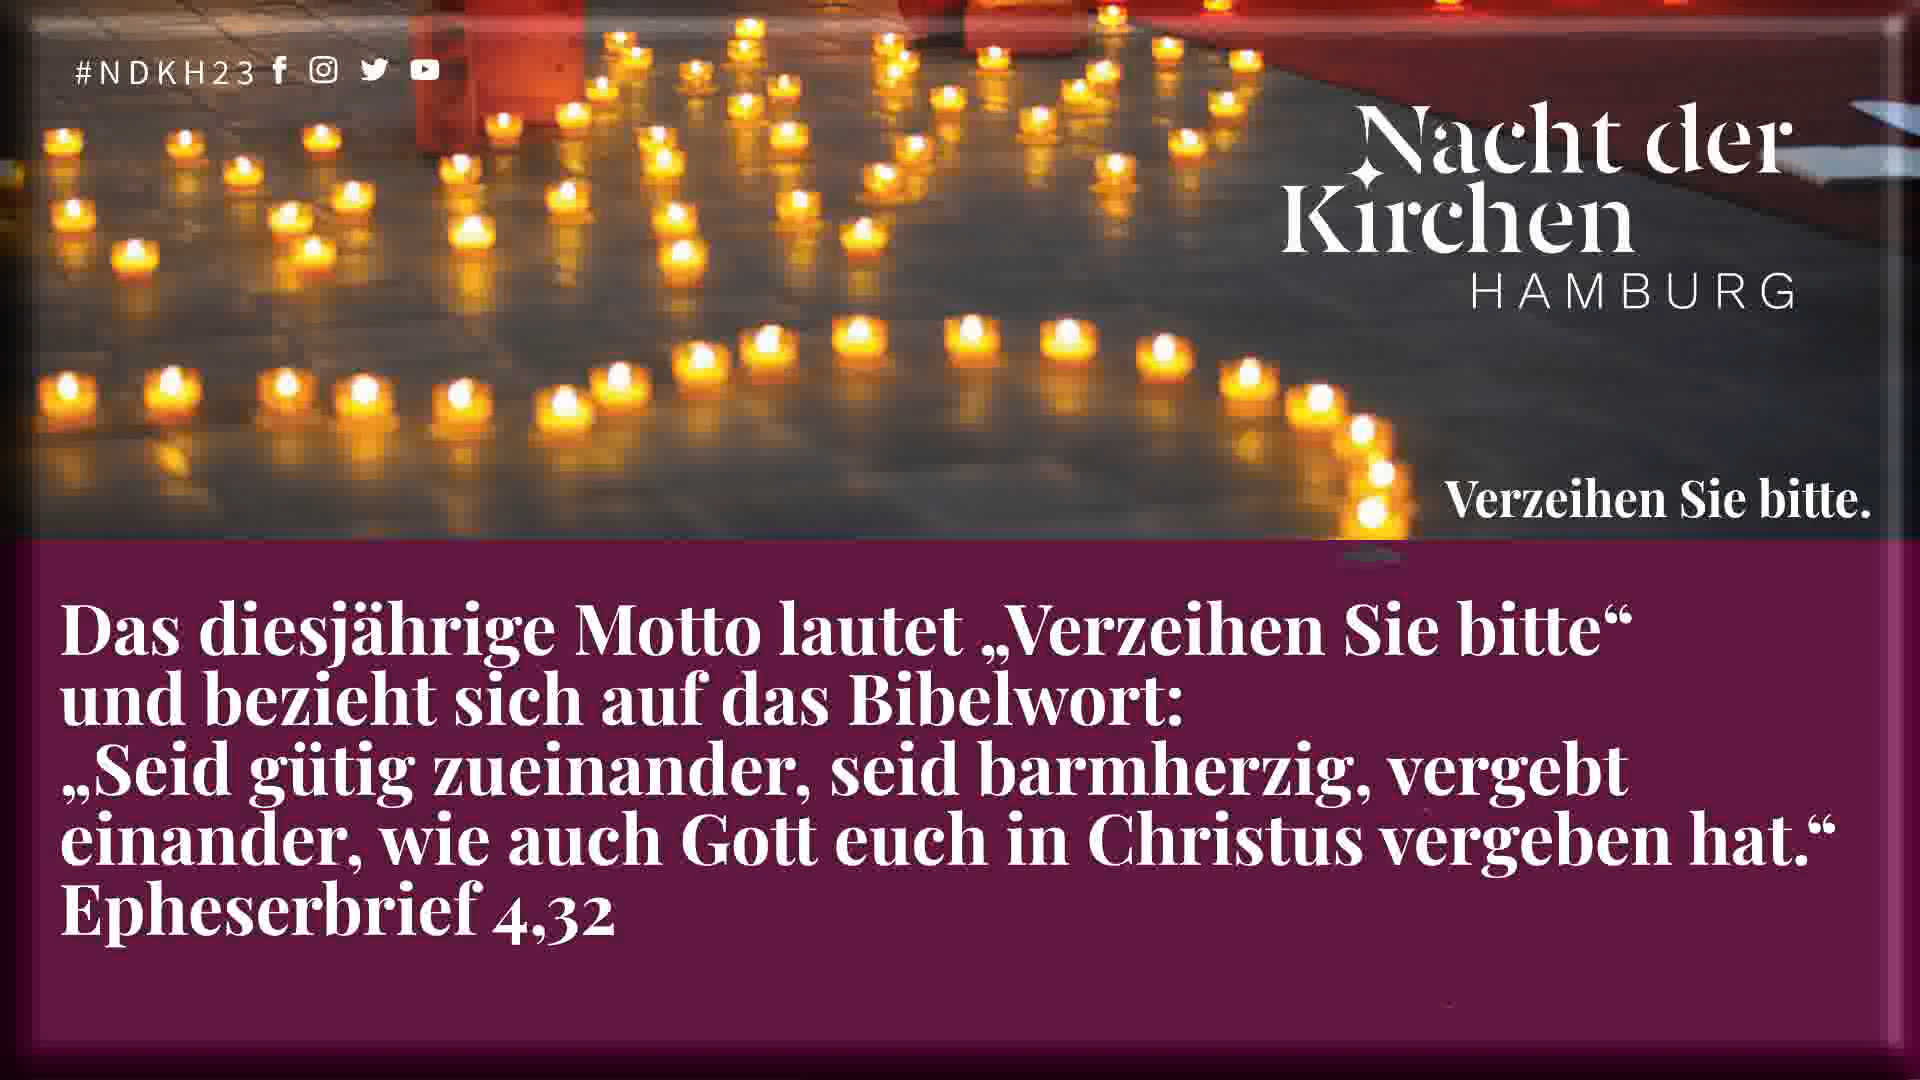 #NDKH23
Nacht der
Kirchen
HAMBURG
Verzeihen Sie bitte.
Das diesjährige Motto lautet „Verzeihen Sie bitte“
und bezieht sich auf das Bibelwort:
„Seid gütig zueinander, seid barmherzig, vergebt
einander, wie auch Gott euch in Christus vergeben hat.“
Epheserbrief 4,32